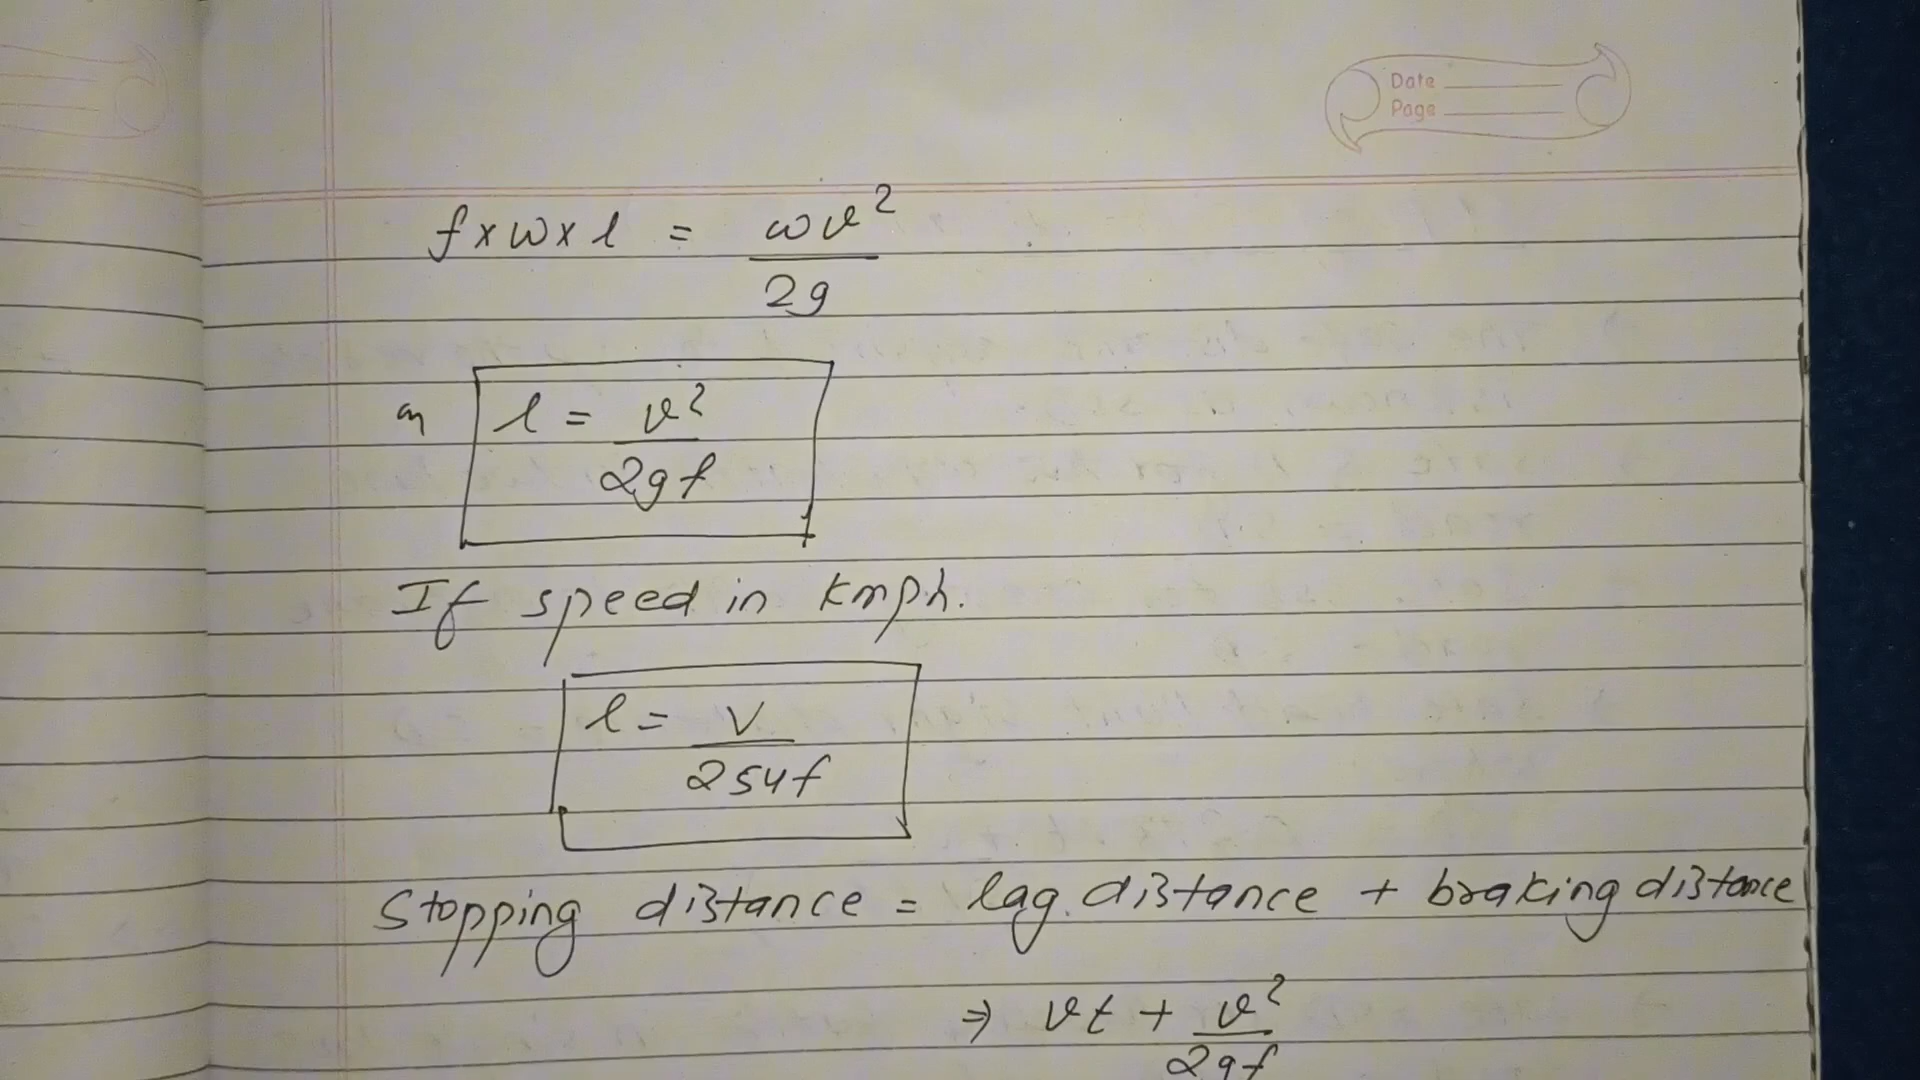 Date
Page
f x w x l = wv²/2g
l = v²/2gf
If speed in kmph.
l = V/254f
Stopping distance = lag distance + braking distance
⇒ vt + v²/2gf